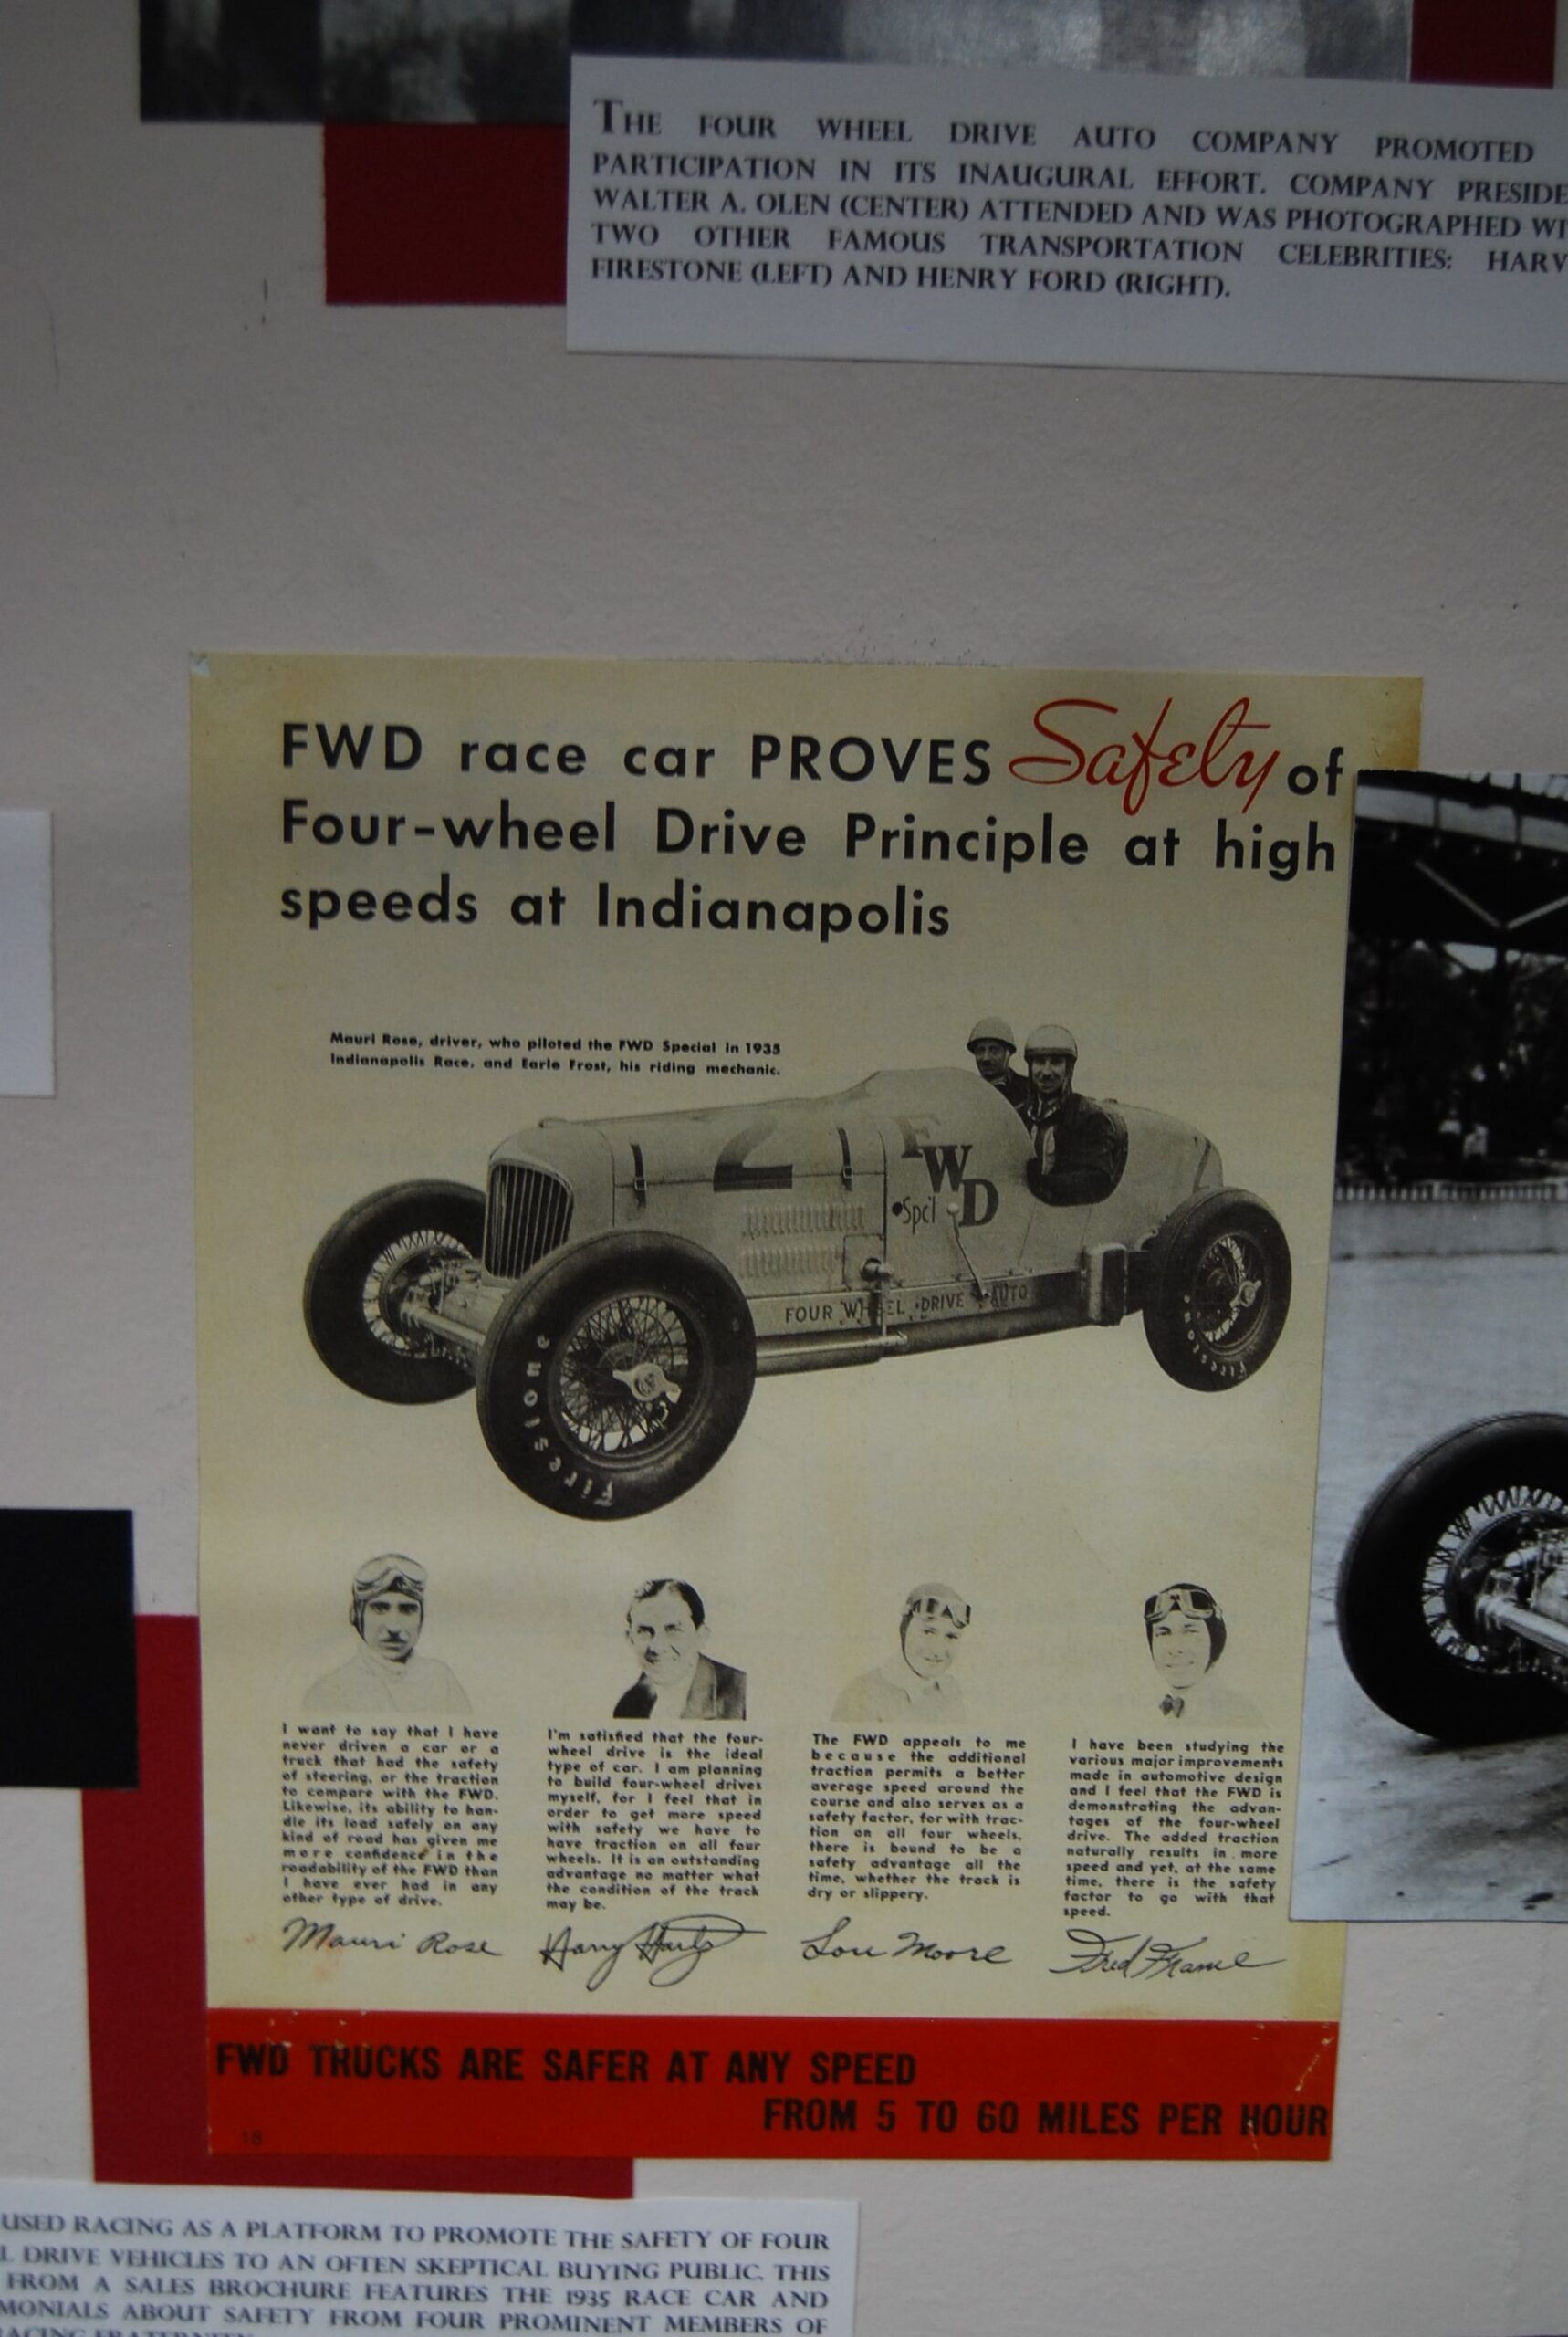 THE FOUR WHEEL DRIVE AUTO COMPANY PROMOTED
PARTICIPATION IN ITS INAUGURAL EFFORT. COMPANY PRESIDE
WALTER A. OLEN (CENTER) ATTENDED AND WAS PHOTOGRAPHED WI
TWO OTHER FAMOUS TRANSPORTATION CELEBRITIES: HARV
FIRESTONE (LEFT) AND HENRY FORD (RIGHT).
FWD race car PROVES Safety of
Four-wheel Drive Principle at high
speeds at Indianapolis
Mauri Rose, driver, who piloted the FWD Special in 1935
Indianapolis Race, and Earle Frost, his riding mechanic.
2
FWD
Spc'l
FOUR WHEEL DRIVE AUTO
Firestone
Firestone
I want to say that I have
never driven a car or a
truck that had the safety
of steering, or the traction
to compare with the FWD.
Likewise, its ability to han-
dle its load safely on any
kind of road has given me
more confidence in the
roadability of the FWD than
I have ever had in any
other type of drive.
Mauri Rose
I'm satisfied that the four-
wheel drive is the ideal
type of car. I am planning
to build four-wheel drives
myself, for I feel that in
order to get more speed
with safety we have to
have traction on all four
wheels. It is an outstanding
advantage no matter what
the condition of the track
may be.
Harry Hartz
The FWD appeals to me
because the additional
traction permits a better
average speed around the
course and also serves as a
safety factor, for with trac-
tion on all four wheels,
there is bound to be a
safety advantage all the
time, whether the track is
dry or slippery.
Lou Moore
I have been studying the
various major improvements
made in automotive design
and I feel that the FWD is
demonstrating the advan-
tages of the four-wheel
drive. The added traction
naturally results in more
speed and yet, at the same
time, there is the safety
factor to go with that
speed.
Fred Frame
FWD TRUCKS ARE SAFER AT ANY SPEED
FROM 5 TO 60 MILES PER HOUR
18
USED RACING AS A PLATFORM TO PROMOTE THE SAFETY OF FOUR
L DRIVE VEHICLES TO AN OFTEN SKEPTICAL BUYING PUBLIC. THIS
FROM A SALES BROCHURE FEATURES THE 1935 RACE CAR AND
MONIALS ABOUT SAFETY FROM FOUR PROMINENT MEMBERS OF